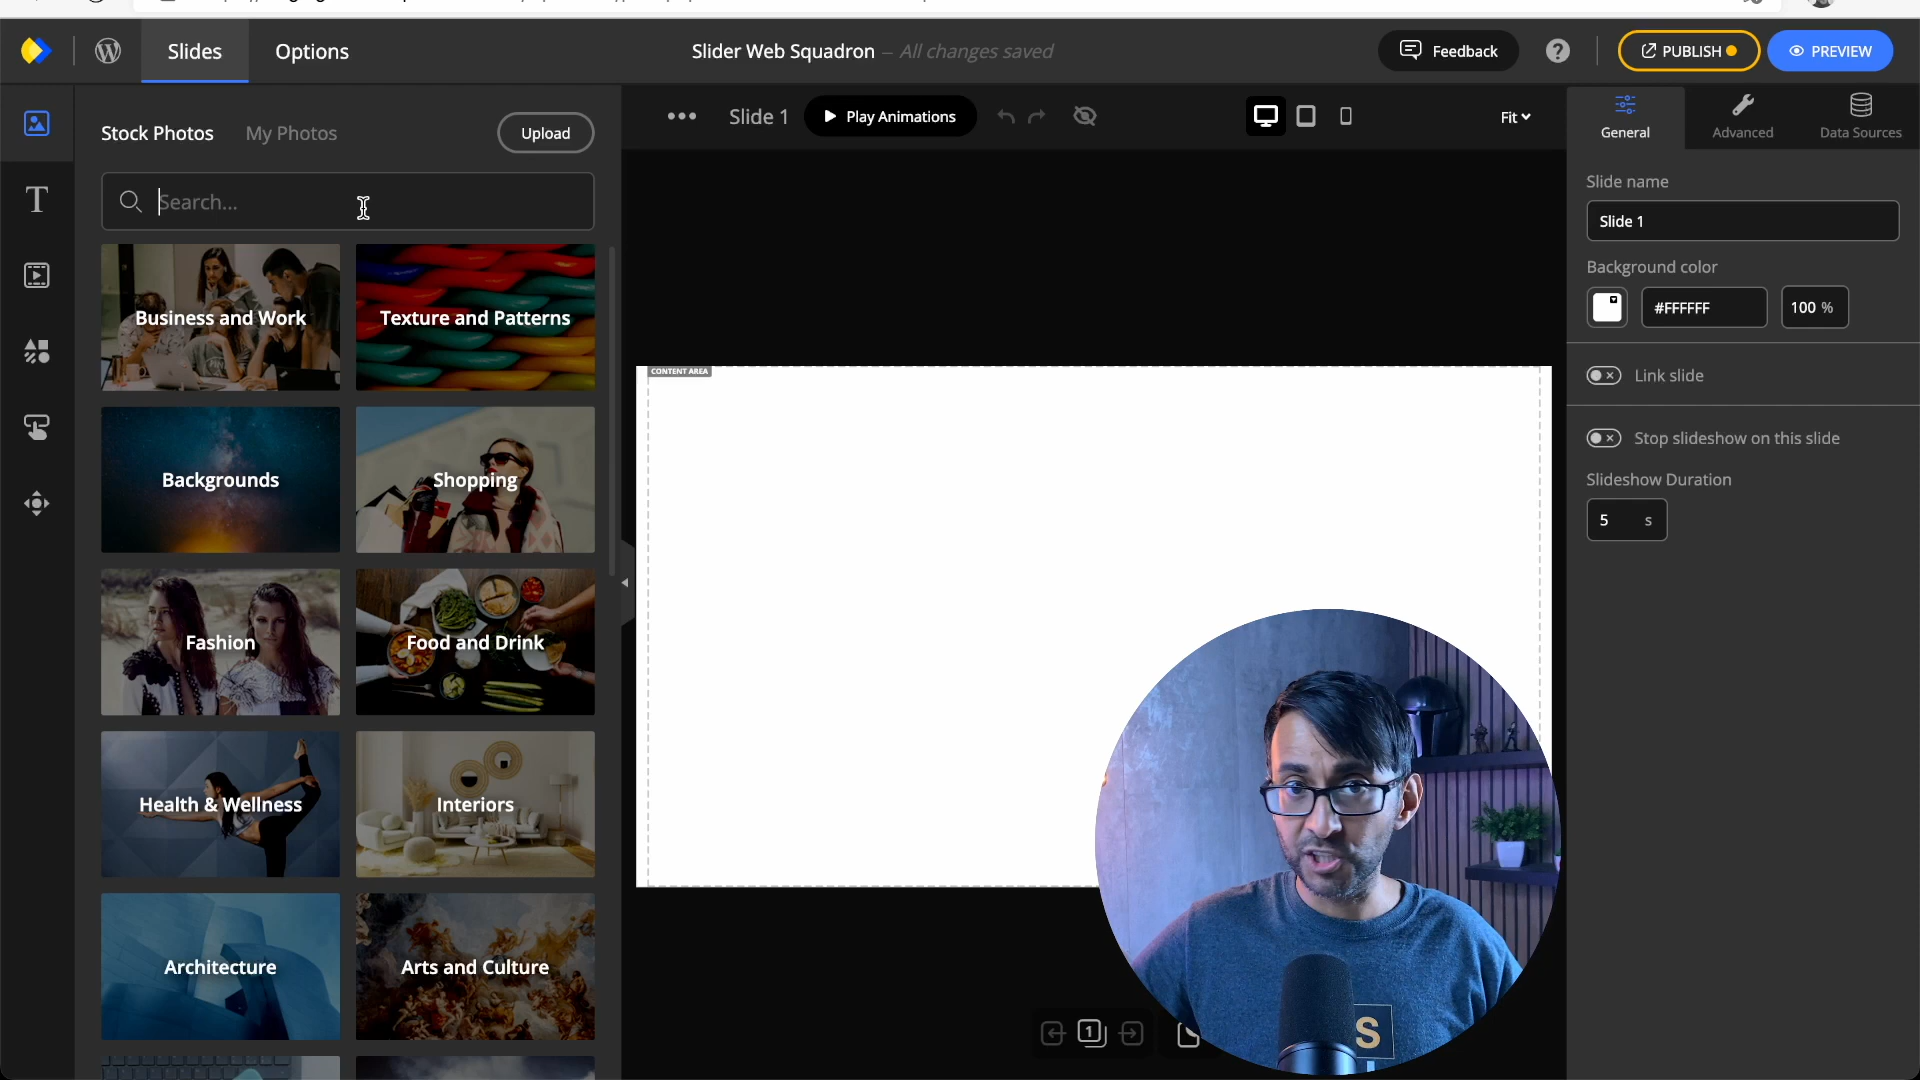 Slides
Options
Slider Web Squadron – All changes saved
Feedback
?
PUBLISH
PREVIEW
Stock Photos
My Photos
Upload
Search...
Business and Work
Texture and Patterns
Backgrounds
Shopping
Fashion
Food and Drink
Health & Wellness
Interiors
Architecture
Arts and Culture
Slide 1
Play Animations
Fit
CONTENT AREA
1
S
General
Advanced
Data Sources
Slide name
Slide 1
Background color
#FFFFFF
100 %
Link slide
Stop slideshow on this slide
Slideshow Duration
5 s